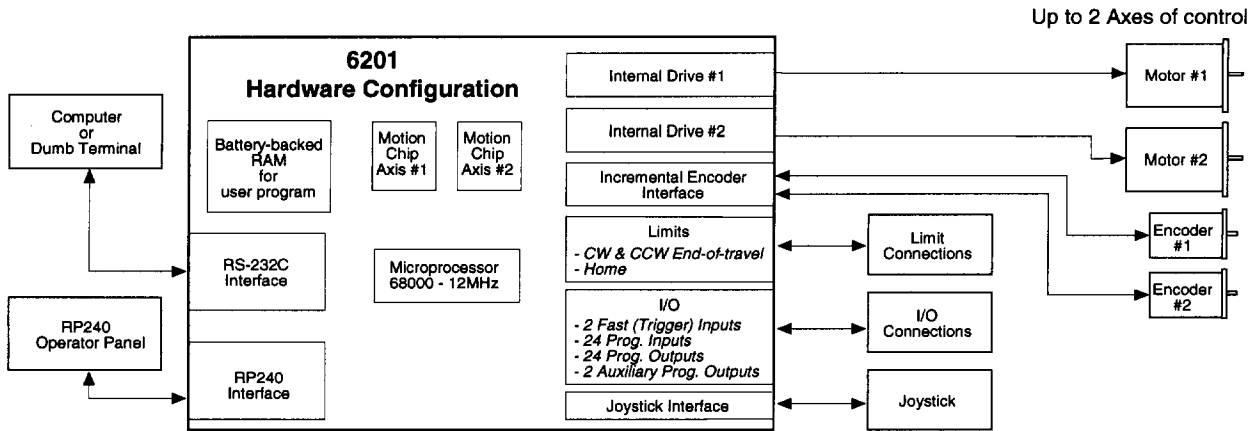 Up to 2 Axes of control
6201
Hardware Configuration
Computer
or
Dumb Terminal
RP240
Operator Panel
Battery-backed
RAM
for
user program
Motion
Chip
Axis #1
Motion
Chip
Axis #2
RS-232C
Interface
Microprocessor
68000 - 12MHz
RP240
Interface
Internal Drive #1
Internal Drive #2
Incremental Encoder
Interface
Limits
- CW & CCW End-of-travel
- Home
I/O
- 2 Fast (Trigger) Inputs
- 24 Prog. Inputs
- 24 Prog. Outputs
- 2 Auxiliary Prog. Outputs
Joystick Interface
Limit
Connections
I/O
Connections
Joystick
Motor #1
Motor #2
Encoder
#1
Encoder
#2